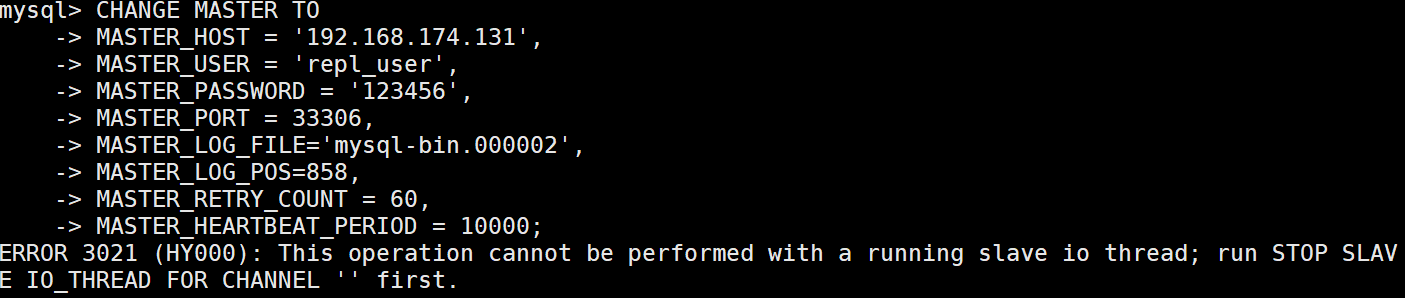 mysql> CHANGE MASTER TO
    -> MASTER_HOST = '192.168.174.131',
    -> MASTER_USER = 'repl_user',
    -> MASTER_PASSWORD = '123456',
    -> MASTER_PORT = 33306,
    -> MASTER_LOG_FILE='mysql-bin.000002',
    -> MASTER_LOG_POS=858,
    -> MASTER_RETRY_COUNT = 60,
    -> MASTER_HEARTBEAT_PERIOD = 10000;
ERROR 3021 (HY000): This operation cannot be performed with a running slave io thread; run STOP SLAV
E IO_THREAD FOR CHANNEL '' first.